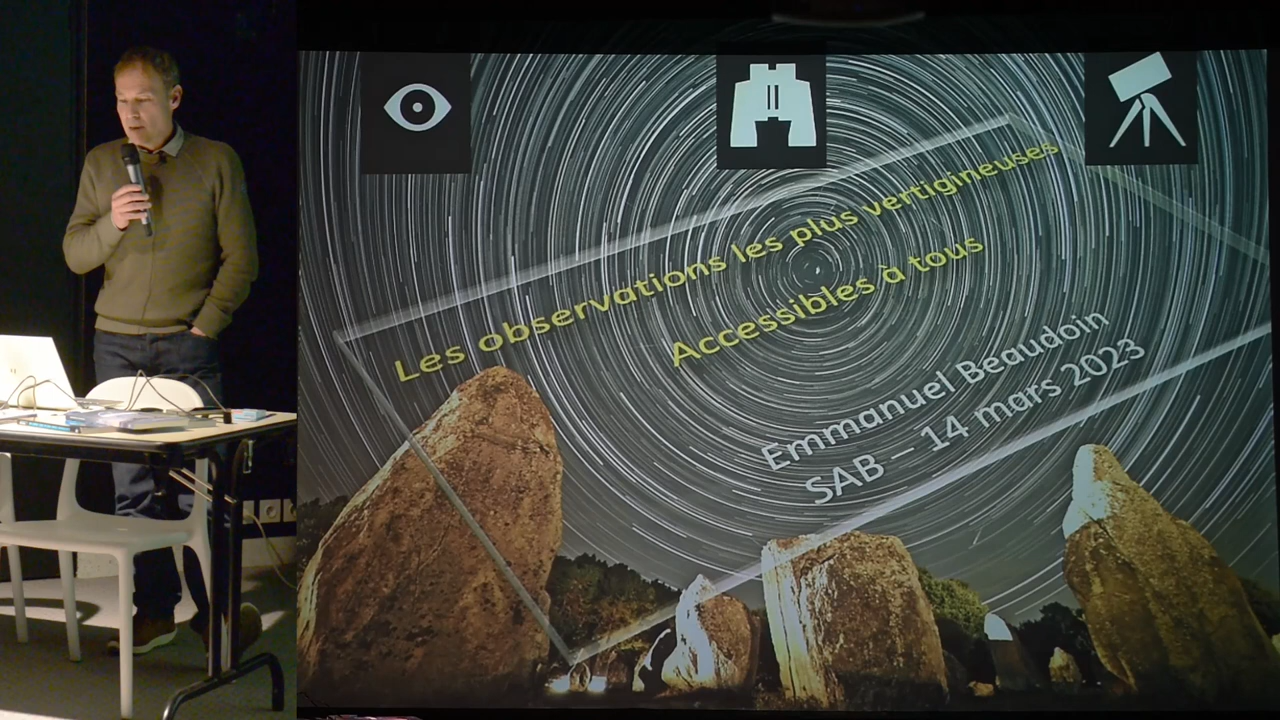 Les observations les plus vertigineuses
Accessibles à tous
Emmanuel Beaudoin
SAB – 14 mars 2023